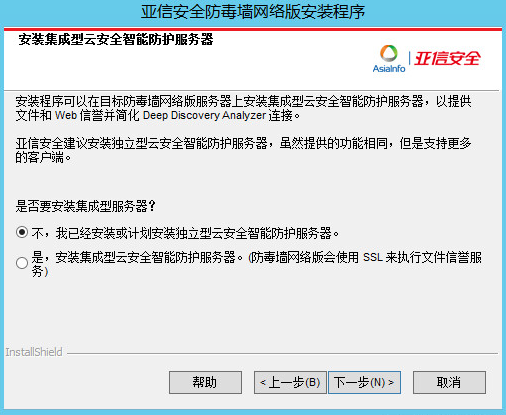 亚信安全防毒墙网络版安装程序
安装集成型云安全智能防护服务器
AsiaInfo 亚信安全
安装程序可以在目标防毒墙网络版服务器上安装集成型云安全智能防护服务器，以提供
文件和 Web 信誉并简化 Deep Discovery Analyzer 连接。
亚信安全建议安装独立型云安全智能防护服务器，虽然提供的功能相同，但是支持更多
的客户端。
是否要安装集成型服务器？
不，我已经安装或计划安装独立型云安全智能防护服务器。
是，安装集成型云安全智能防护服务器。(防毒墙网络版会使用 SSL 来执行文件信誉服
务)
InstallShield
帮助 < 上一步(B) 下一步(N) > 取消